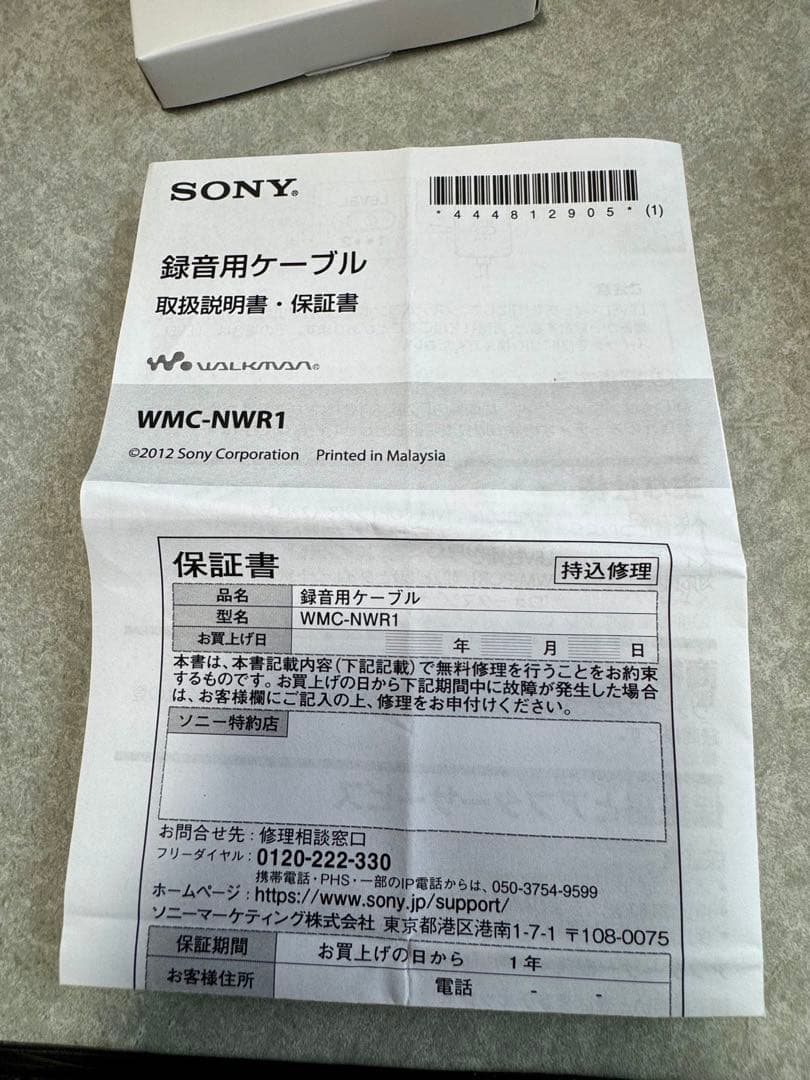 SONY®
*444812905* (1)
録音用ケーブル
取扱説明書・保証書
WALKMAN®
WMC-NWR1
©2012 Sony Corporation Printed in Malaysia
保証書
持込修理
品名 録音用ケーブル
型名 WMC-NWR1
お買上げ日 年 月 日
本書は、本書記載内容(下記記載)で無料修理を行うことをお約束
するものです。お買上げの日から下記期間中に故障が発生した場合
は、お客様欄にご記入の上、修理をお申付けください。
ソニー特約店
お問合せ先:修理相談窓口
フリーダイヤル:0120-222-330
携帯電話・PHS・一部のIP電話からは、050-3754-9599
ホームページ:https://www.sony.jp/support/
ソニーマーケティング株式会社 東京都港区港南1-7-1 〒108-0075
保証期間 お買上げの日から 1年
お客様住所 電話 - -